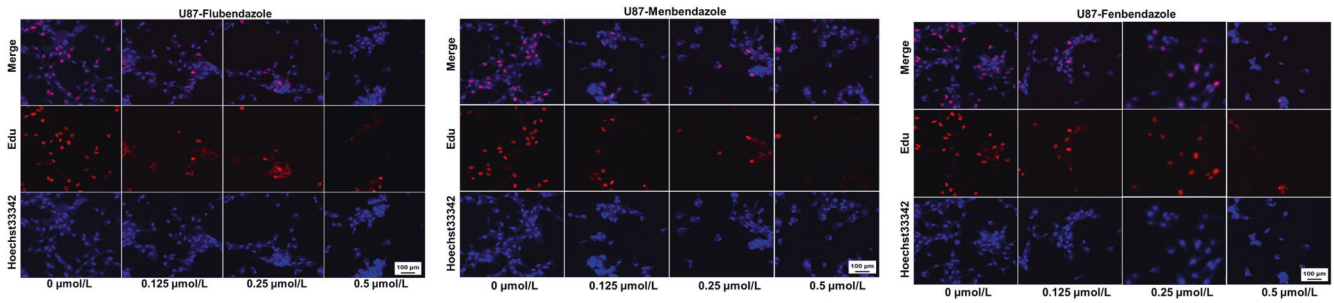 U87-Flubendazole
Merge
Edu
Hoechst33342
100 µm
0 µmol/L 0.125 µmol/L 0.25 µmol/L 0.5 µmol/L
U87-Menbendazole
Merge
Edu
Hoechst33342
100 µm
0 µmol/L 0.125 µmol/L 0.25 µmol/L 0.5 µmol/L
U87-Fenbendazole
Merge
Edu
Hoechst33342
100 µm
0 µmol/L 0.125 µmol/L 0.25 µmol/L 0.5 µmol/L